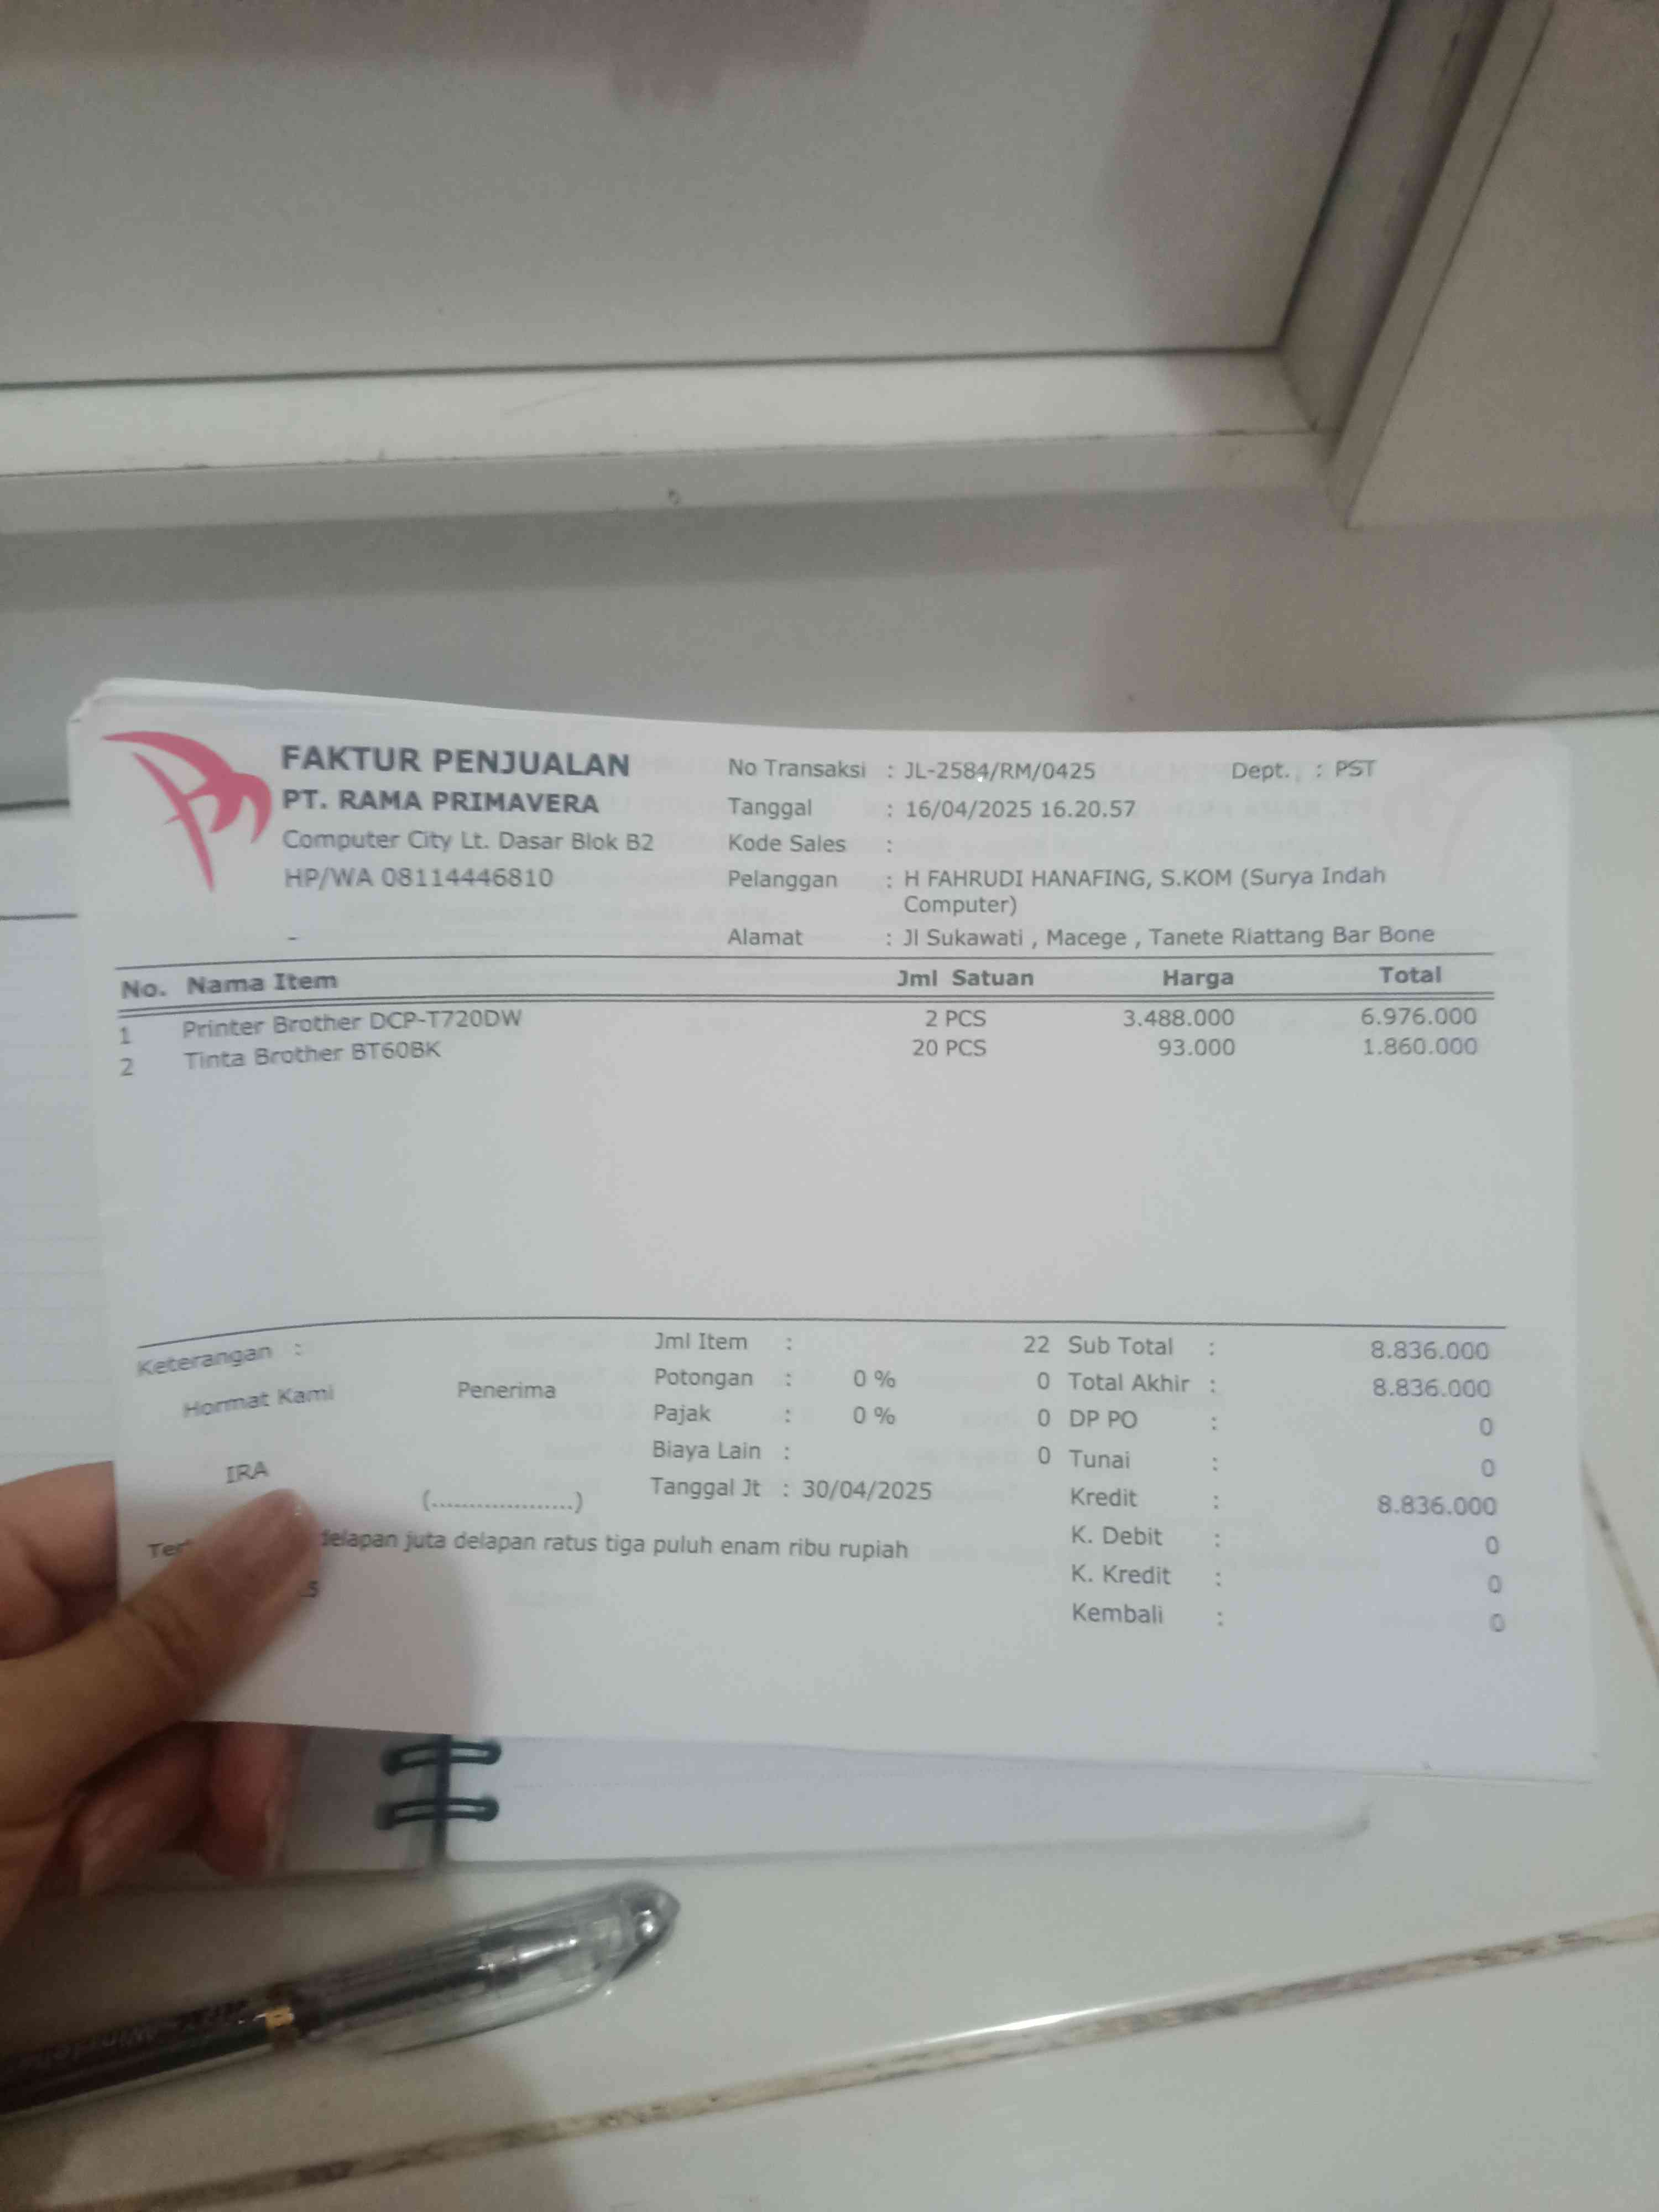 FAKTUR PENJUALAN
PT. RAMA PRIMAVERA
Computer City Lt. Dasar Blok B2
HP/WA 08114446810
-
No Transaksi : JL-2584/RM/0425 Dept. : PST
Tanggal : 16/04/2025 16.20.57
Kode Sales :
Pelanggan : H FAHRUDI HANAFING, S.KOM (Surya Indah
Computer)
Alamat : Jl Sukawati , Macege , Tanete Riattang Bar Bone
No. Nama Item Jml Satuan Harga Total
1 Printer Brother DCP-T720DW 2 PCS 3.488.000 6.976.000
2 Tinta Brother BT60BK 20 PCS 93.000 1.860.000
Keterangan :
Hormat Kami Penerima
IRA
(...................)
Jml Item : 22
Potongan : 0 % 0
Pajak : 0 % 0
Biaya Lain : 0
Tanggal Jt : 30/04/2025
Sub Total : 8.836.000
Total Akhir : 8.836.000
DP PO : 0
Tunai : 0
Kredit : 8.836.000
K. Debit : 0
K. Kredit : 0
Kembali : 0
delapan juta delapan ratus tiga puluh enam ribu rupiah